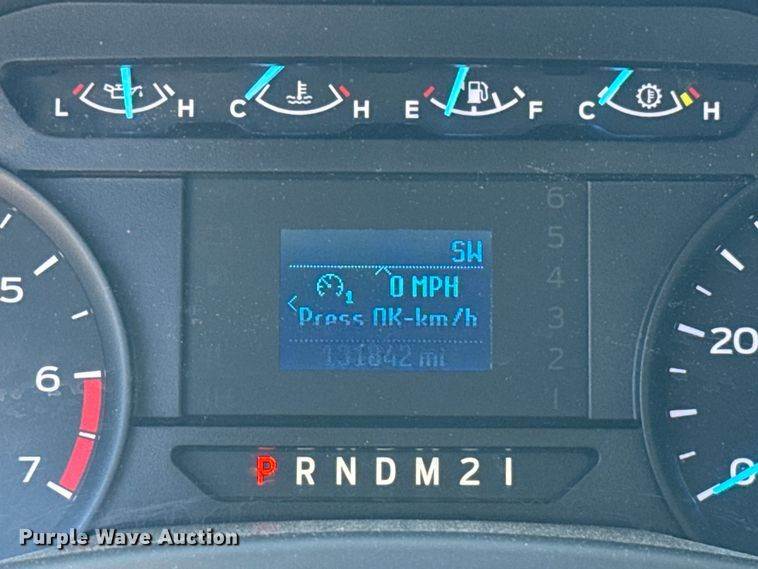 L H C H E F C H
6
SW
5
5
0 MPH
4
1
Press OK-km/h
3
20
131842 mi
2
6
1
P R N D M 2 1
7
0
Purple Wave Auction